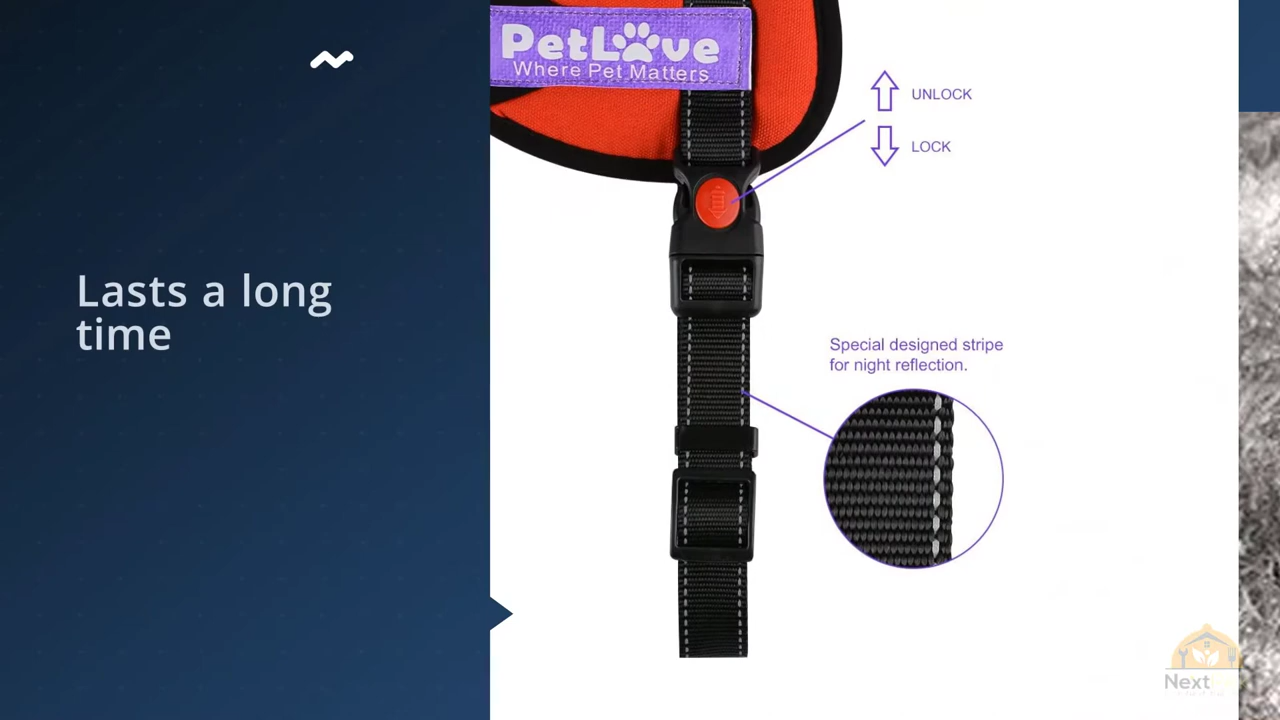 PetLove
Where Pet Matters
UNLOCK
LOCK
Lasts a long
time
Special designed stripe
for night reflection.
Next